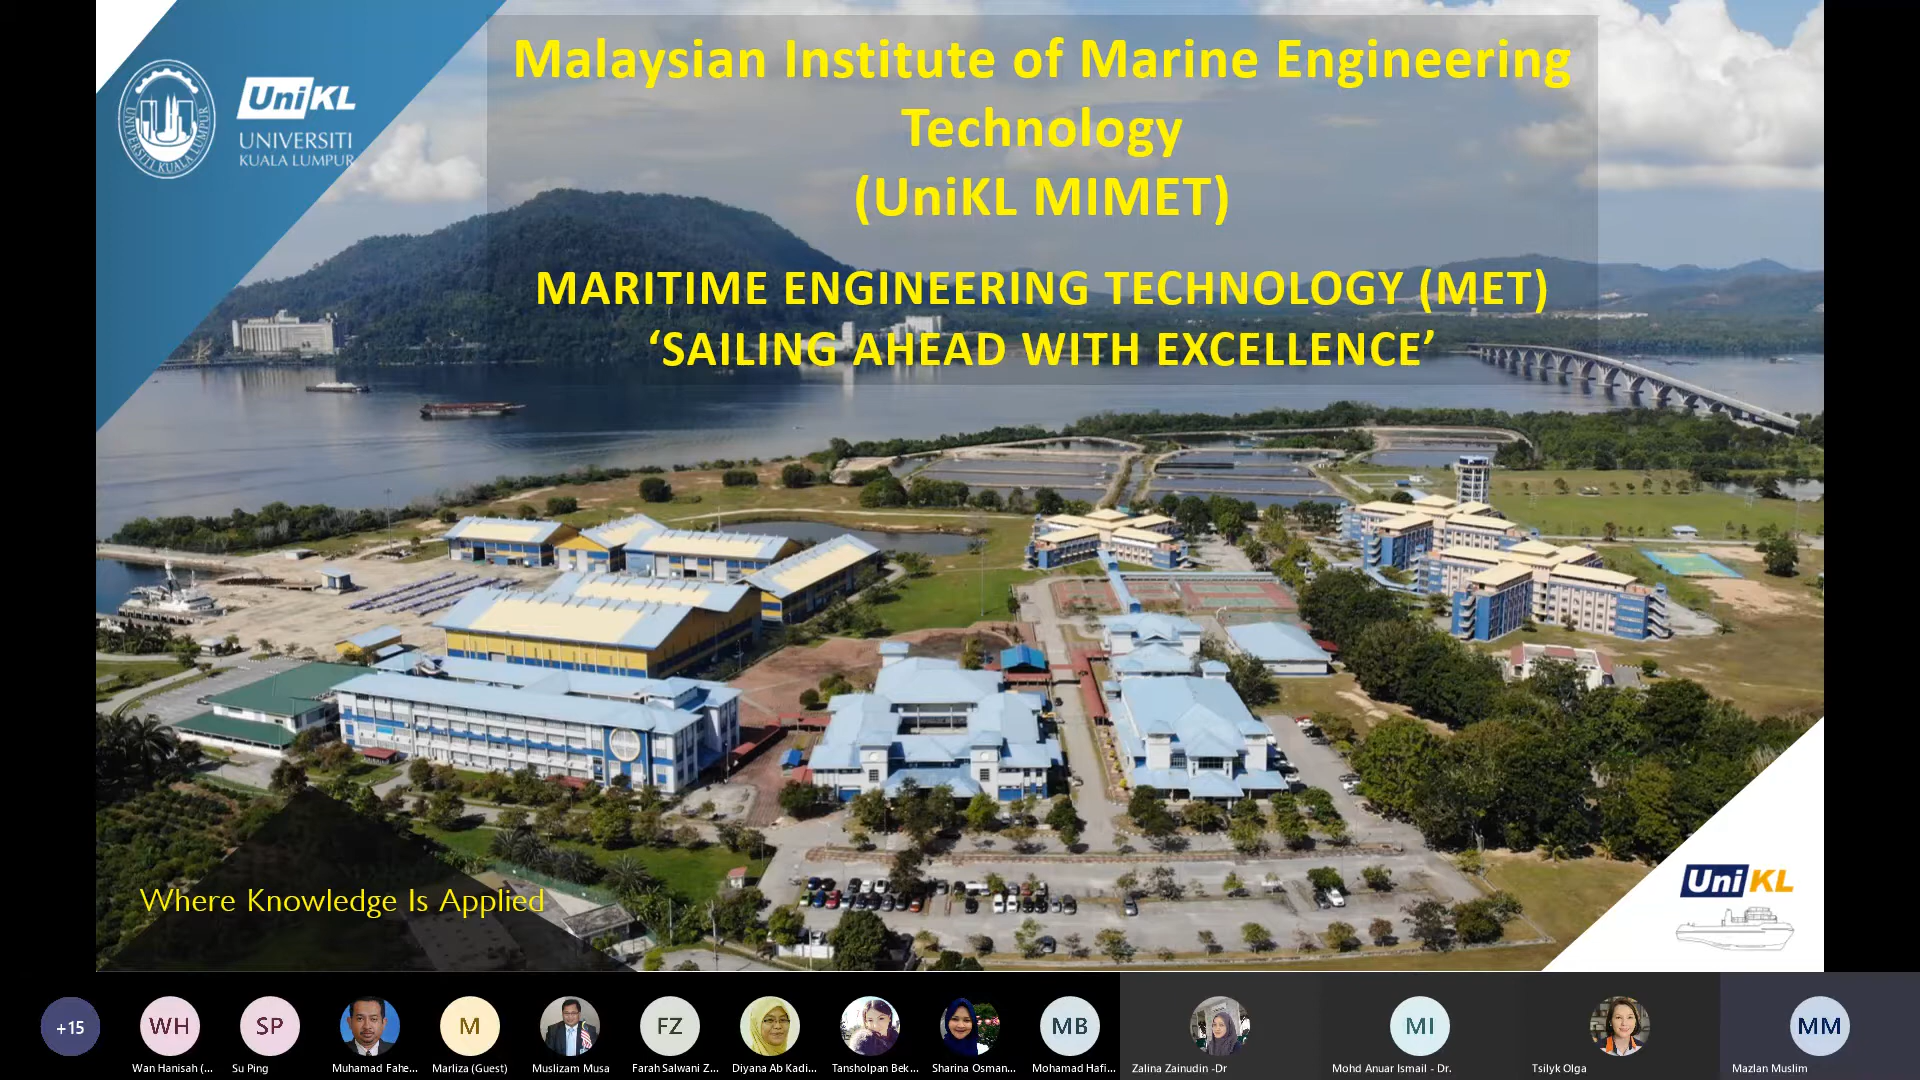 Malaysian Institute of Marine Engineering
Technology
(UniKL MIMET)
MARITIME ENGINEERING TECHNOLOGY (MET)
‘SAILING AHEAD WITH EXCELLENCE’
UNIVERSITI KUALA LUMPUR
UniKL
UNIVERSITI
KUALA LUMPUR
Where Knowledge Is Applied
UniKL
+15
WH
SP
M
FZ
MB
MI
MM
Wan Hanisah (...
Su Ping
Muhamad Fahe...
Marliza (Guest)
Muslizam Musa
Farah Salwani Z...
Diyana Ab Kadi...
Tansholpan Bek...
Sharina Osman...
Mohamad Hafi...
Zalina Zainudin -Dr
Mohd Anuar Ismail - Dr.
Tsilyk Olga
Mazlan Muslim